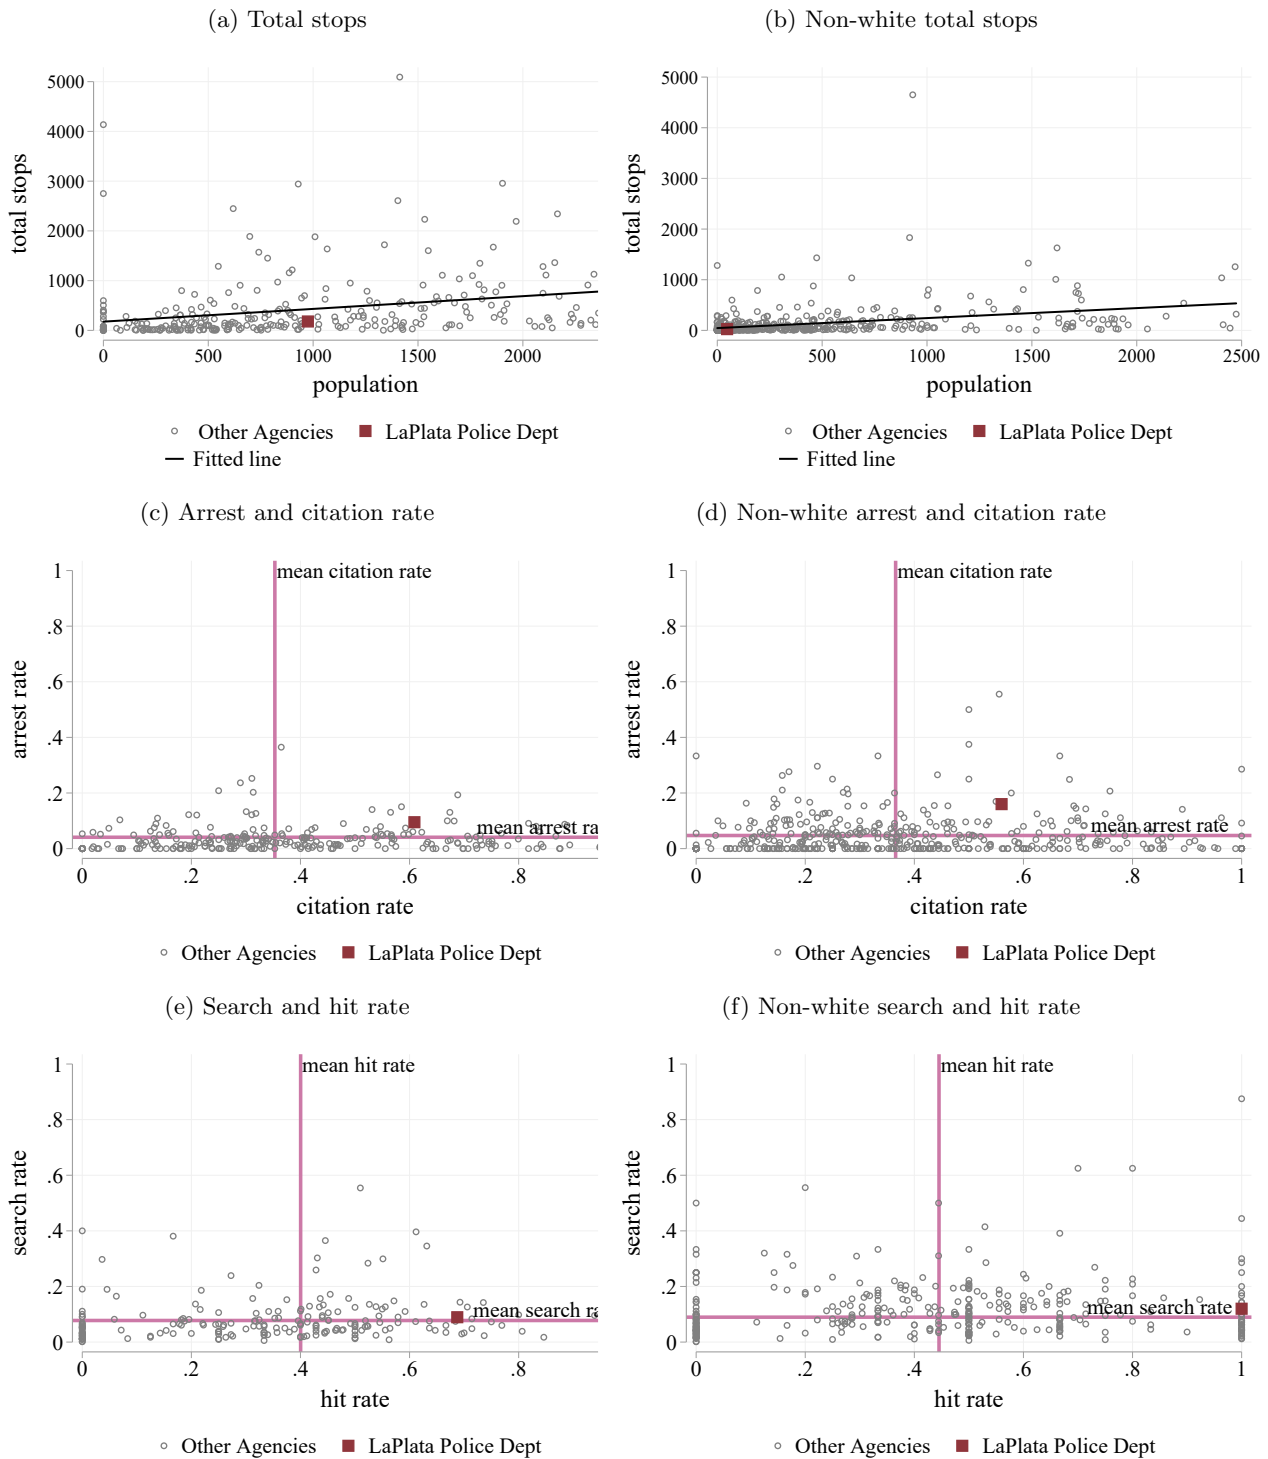 (a) Total stops
(b) Non-white total stops
total stops
5000
4000
3000
2000
1000
0
0 500 1000 1500 2000
population
Other Agencies LaPlata Police Dept
Fitted line
total stops
5000
4000
3000
2000
1000
0
0 500 1000 1500 2000 2500
population
Other Agencies LaPlata Police Dept
Fitted line
(c) Arrest and citation rate
(d) Non-white arrest and citation rate
arrest rate
1
.8
.6
.4
.2
0
mean citation rate
mean arrest ra
0 .2 .4 .6 .8
citation rate
Other Agencies LaPlata Police Dept
arrest rate
1
.8
.6
.4
.2
0
mean citation rate
mean arrest rate
0 .2 .4 .6 .8 1
citation rate
Other Agencies LaPlata Police Dept
(e) Search and hit rate
(f) Non-white search and hit rate
search rate
1
.8
.6
.4
.2
0
mean hit rate
mean search ra
0 .2 .4 .6 .8
hit rate
Other Agencies LaPlata Police Dept
search rate
1
.8
.6
.4
.2
0
mean hit rate
mean search rate
0 .2 .4 .6 .8 1
hit rate
Other Agencies LaPlata Police Dept